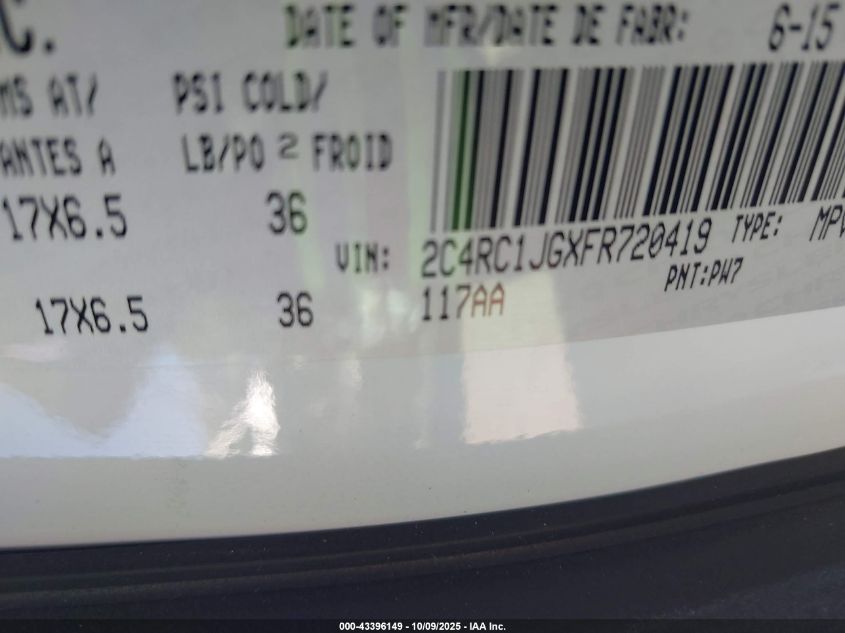 C.
DATE OF MFR/DATE DE FABR: 6-15
MS AT/ PSI COLD/
ANTES A LB/PO 2 FROID
17X6.5 36
VIN: 2C4RC1JGXFR720419 TYPE: MPV
PNT:PW7
17X6.5 36 117AA
000-43396149 - 10/09/2025 - IAA Inc.